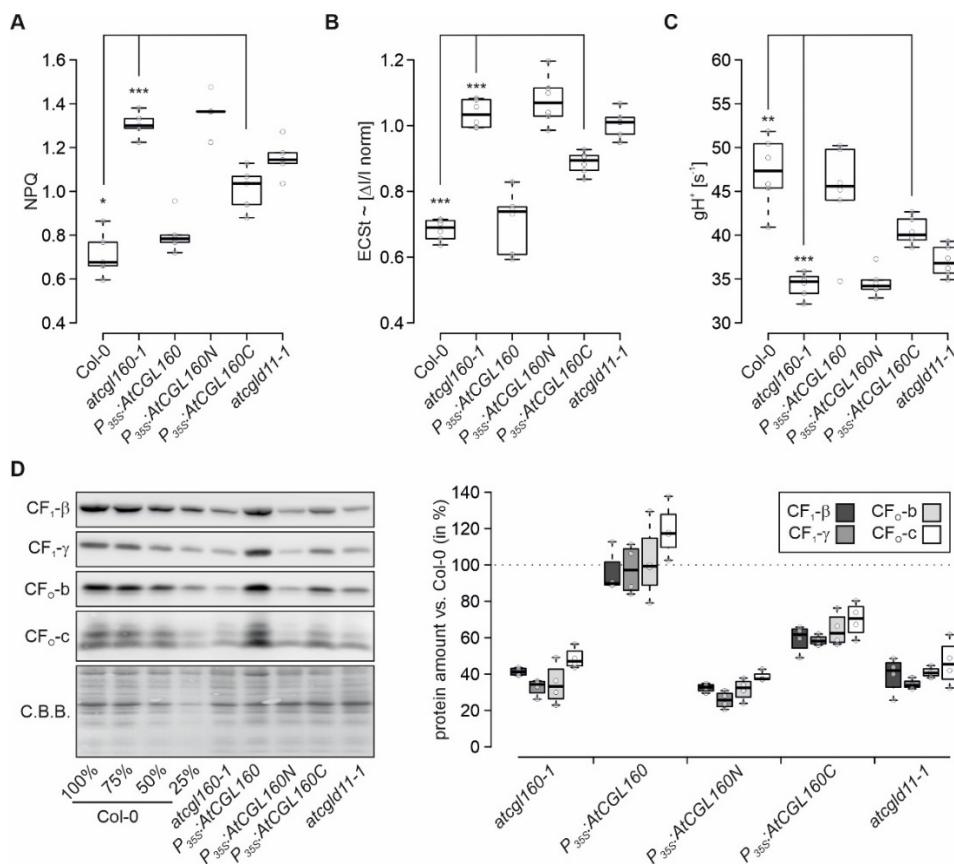 A
NPQ
1.6
1.4
1.2
1.0
0.8
0.6
0.4
*
***
Col-0
atcgl160-1
P35S:AtCGL160
P35S:AtCGL160N
P35S:AtCGL160C
atcgld11-1
B
ECSt ~ [ΔI/I norm]
1.2
1.0
0.8
0.6
0.4
***
***
Col-0
atcgl160-1
P35S:AtCGL160
P35S:AtCGL160N
P35S:AtCGL160C
atcgld11-1
C
gH+ [s-1]
60
55
50
45
40
35
30
**
***
Col-0
atcgl160-1
P35S:AtCGL160
P35S:AtCGL160N
P35S:AtCGL160C
atcgld11-1
D
CF1-β
CF1-γ
CFO-b
CFO-c
C.B.B.
100%
75%
50%
25%
Col-0
atcgl160-1
P35S:AtCGL160
P35S:AtCGL160N
P35S:AtCGL160C
atcgld11-1
protein amount vs. Col-0 (in %)
140
120
100
80
60
40
20
0
CF1-β
CF1-γ
CFO-b
CFO-c
atcgl160-1
P35S:AtCGL160
P35S:AtCGL160N
P35S:AtCGL160C
atcgld11-1